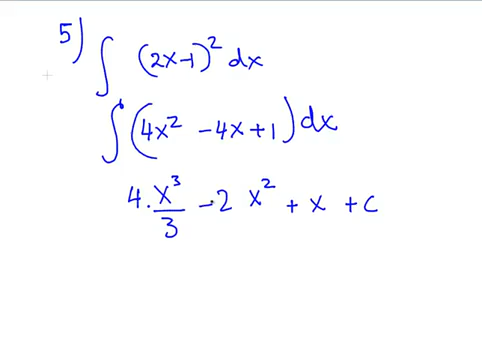 5) ∫ (2x-1)² dx
∫ (4x² - 4x + 1) dx
4 . x³/3 - 2 x² + x + c